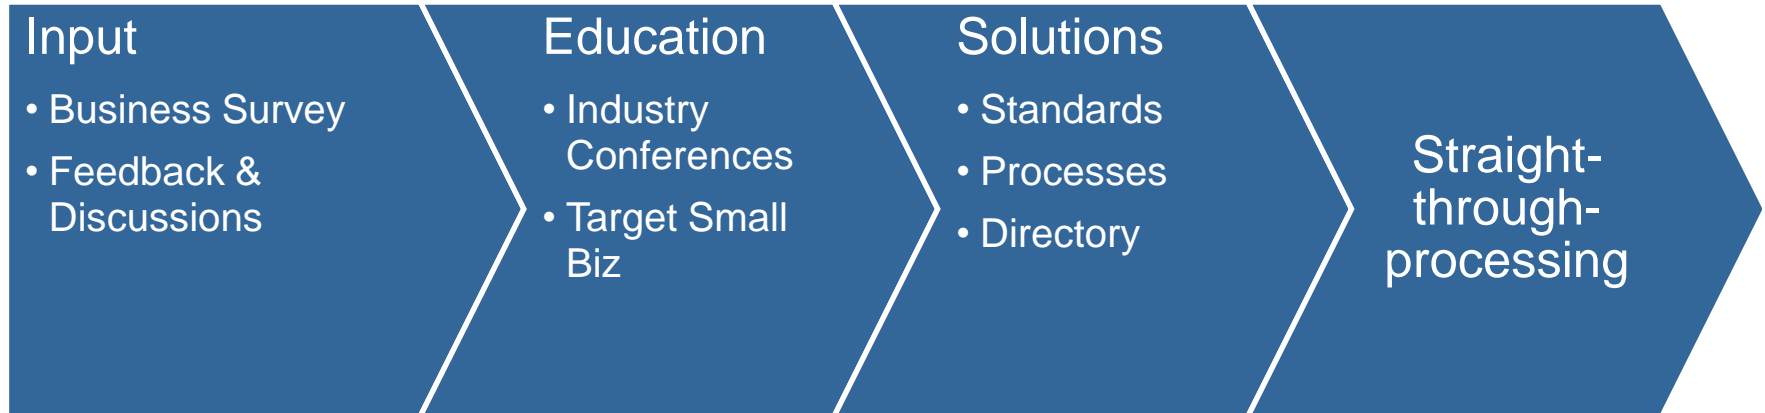 Input
• Business Survey
• Feedback &
Discussions
Education
• Industry
Conferences
• Target Small
Biz
Solutions
• Standards
• Processes
• Directory
Straight-
through-
processing